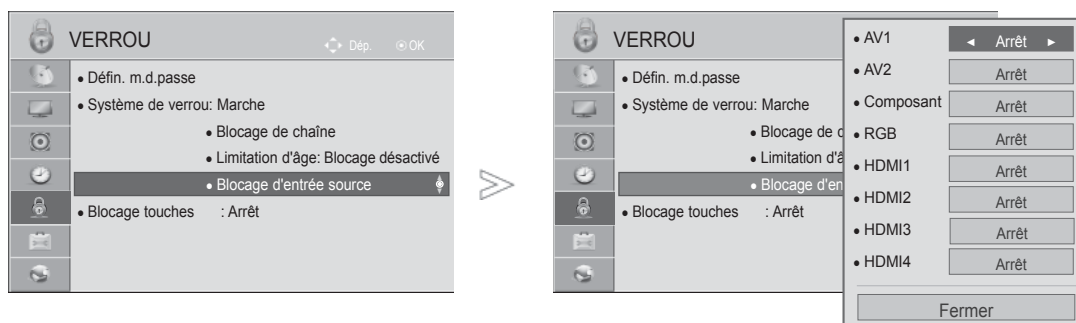 VERROU
Dép. OK
• Défin. m.d.passe
• Système de verrou: Marche
• Blocage de chaîne
• Limitation d'âge: Blocage désactivé
• Blocage d'entrée source
• Blocage touches : Arrêt
VERROU
• Défin. m.d.passe
• Système de verrou: Marche
• Blocage de c
• Limitation d'â
• Blocage d'en
• Blocage touches : Arrêt
• AV1 ◄ Arrêt ►
• AV2 Arrêt
• Composant Arrêt
• RGB Arrêt
• HDMI1 Arrêt
• HDMI2 Arrêt
• HDMI3 Arrêt
• HDMI4 Arrêt
Fermer